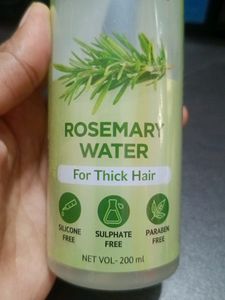 ROSEMARY
WATER
For Thick Hair
SILICONE
FREE
SULPHATE
FREE
PARABEN
FREE
NET VOL- 200 ml